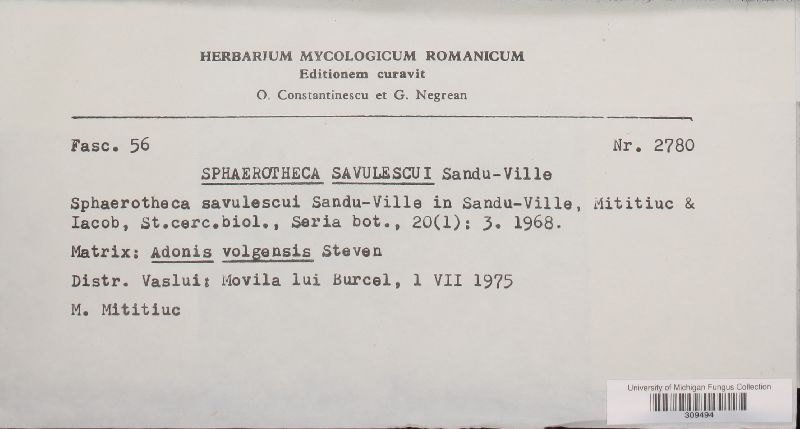 HERBARIUM MYCOLOGICUM ROMANICUM
Editionem curavit
O. Constantinescu et G. Negrean
Fasc. 56 Nr. 2780
SPHAEROTHECA SAVULESCUI Sandu-Ville
Sphaerotheca savulescui Sandu-Ville in Sandu-Ville, Mititiuc &
Iacob, St.cerc.biol., Seria bot., 20(1): 3. 1968.
Matrix: Adonis volgensis Steven
Distr. Vaslui: Movila lui Burcel, 1 VII 1975
M. Mititiuc
University of Michigan Fungus Collection
309494